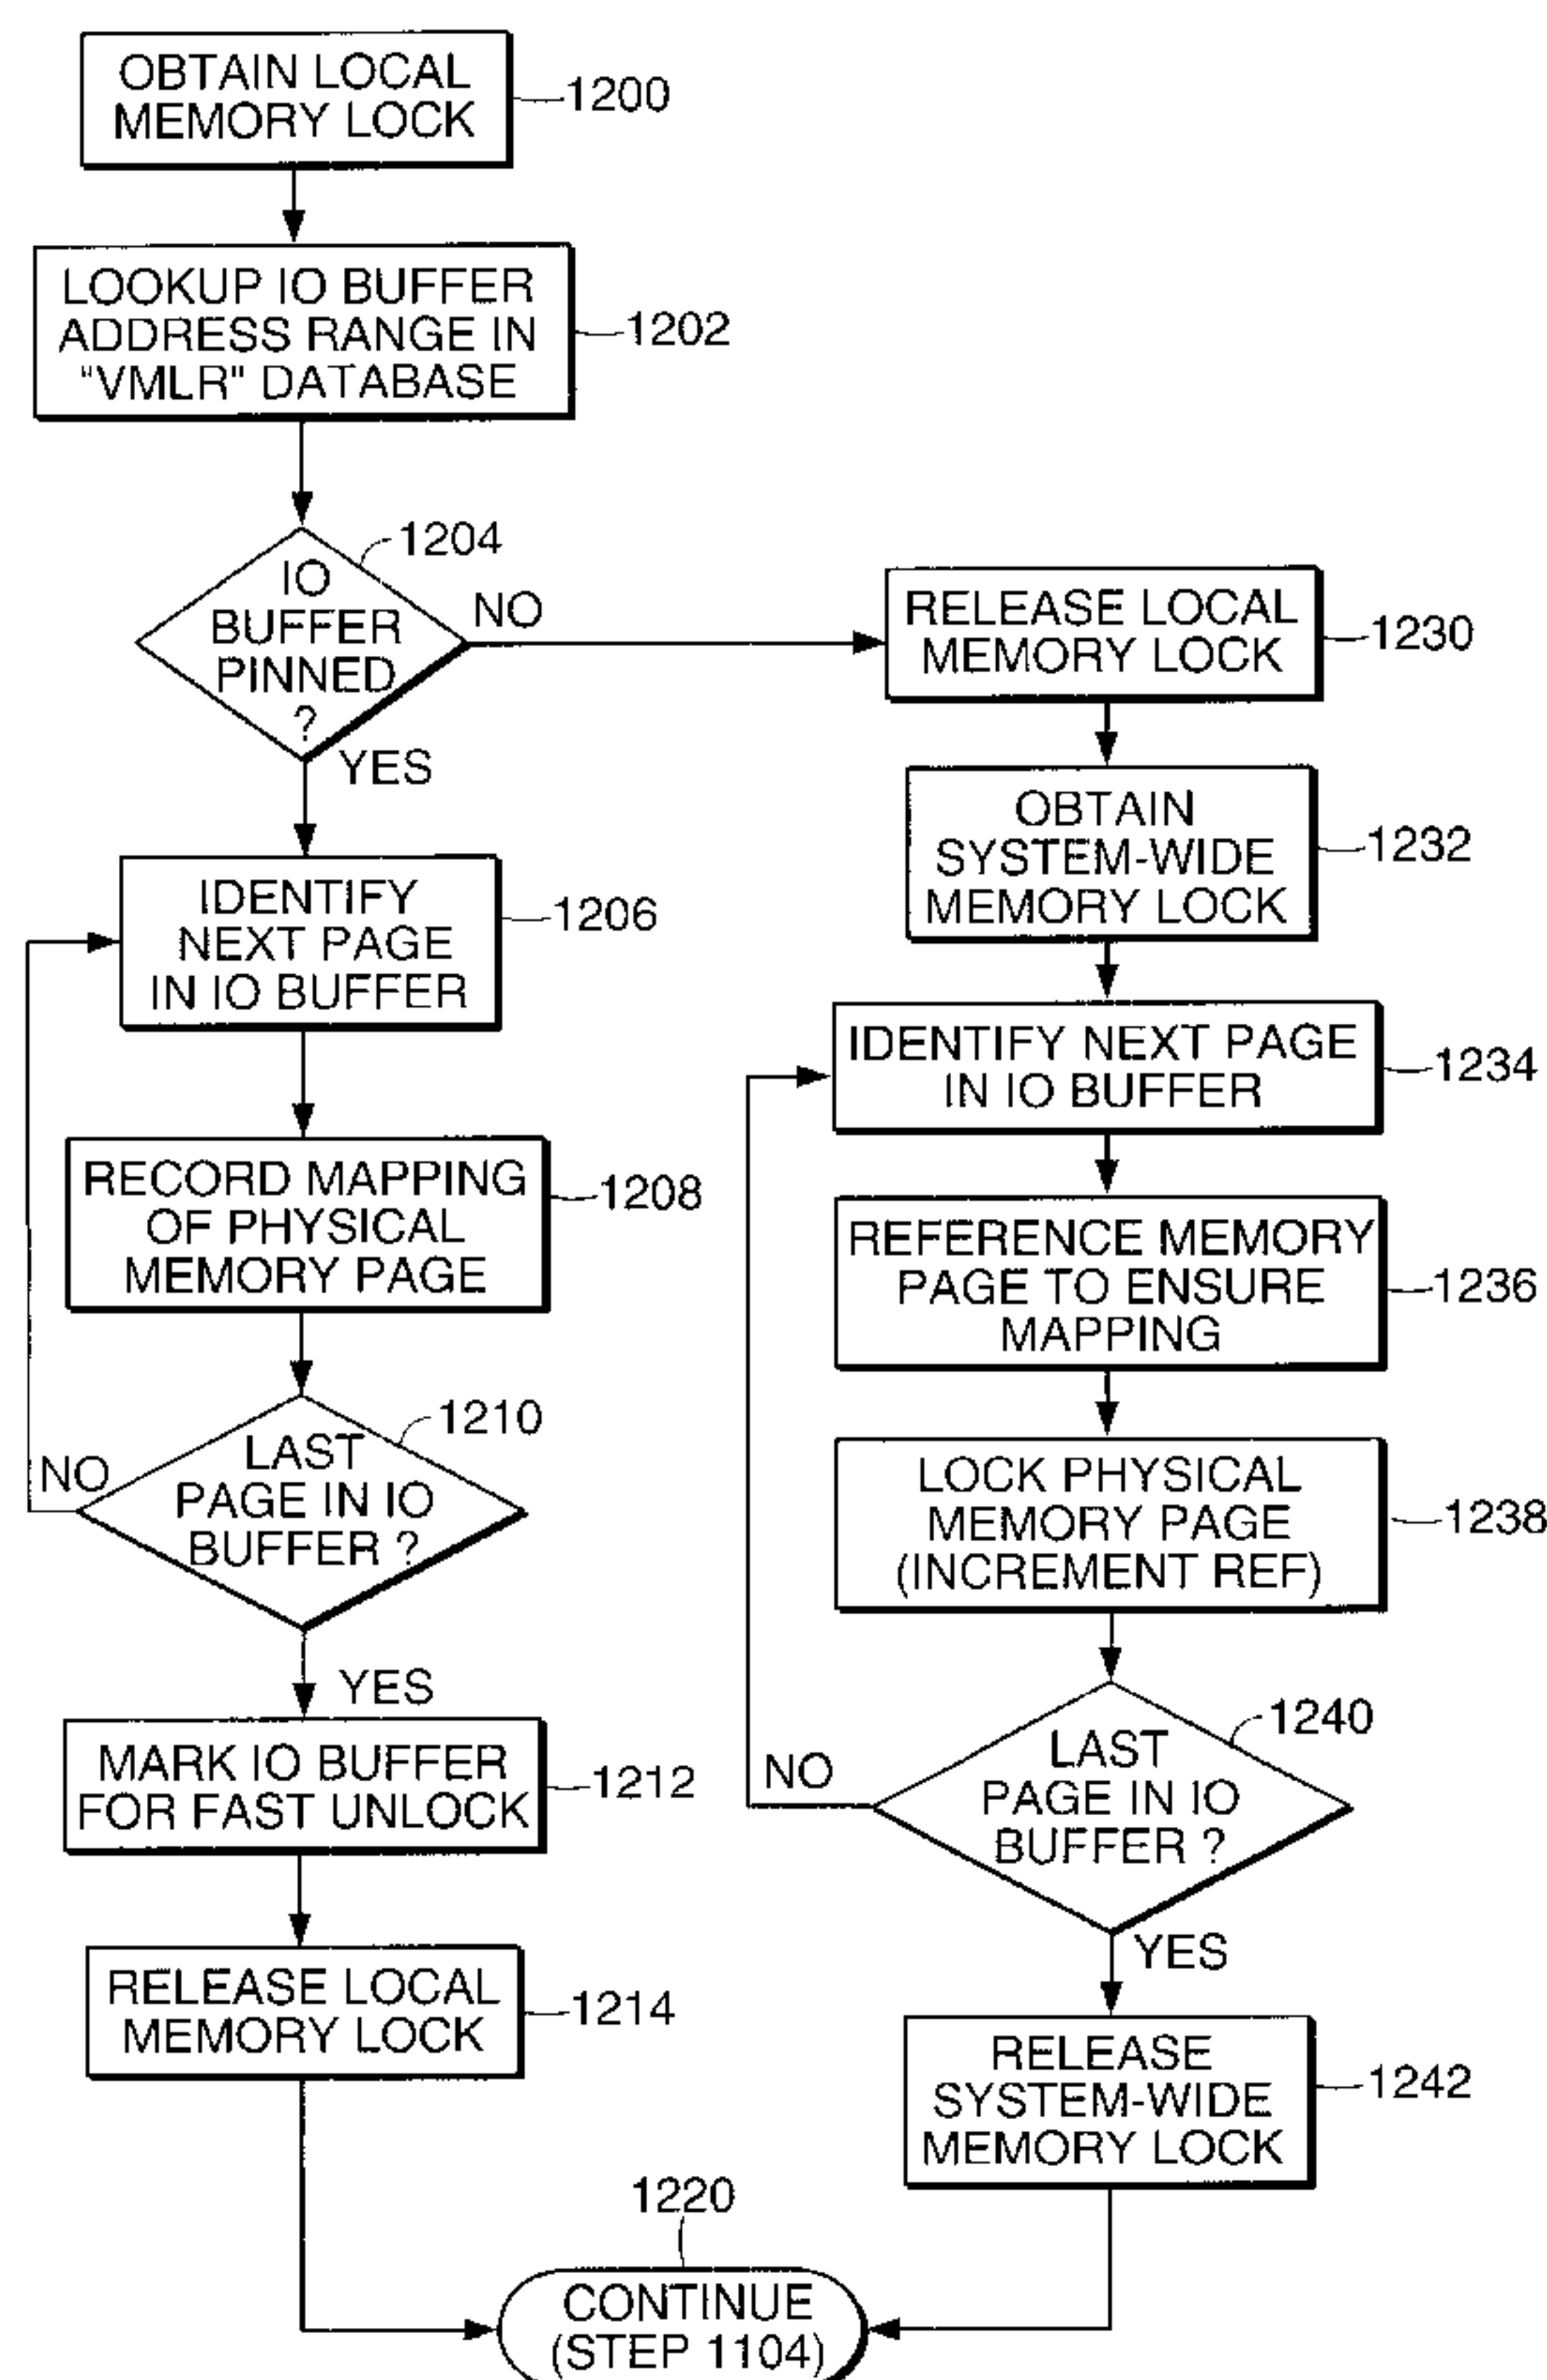 OBTAIN LOCAL
MEMORY LOCK
1200
LOOKUP IO BUFFER
ADDRESS RANGE IN
"VMLR" DATABASE
1202
1204
IO
BUFFER
PINNED
?
NO
YES
IDENTIFY
NEXT PAGE
IN IO BUFFER
1206
RECORD MAPPING
OF PHYSICAL
MEMORY PAGE
1208
1210
LAST
PAGE IN IO
BUFFER ?
NO
YES
MARK IO BUFFER
FOR FAST UNLOCK
1212
RELEASE LOCAL
MEMORY LOCK
1214
RELEASE LOCAL
MEMORY LOCK
1230
OBTAIN
SYSTEM-WIDE
MEMORY LOCK
1232
IDENTIFY NEXT PAGE
IN IO BUFFER
1234
REFERENCE MEMORY
PAGE TO ENSURE
MAPPING
1236
LOCK PHYSICAL
MEMORY PAGE
(INCREMENT REF)
1238
1240
LAST
PAGE IN IO
BUFFER ?
NO
YES
RELEASE
SYSTEM-WIDE
MEMORY LOCK
1242
1220
CONTINUE
(STEP 1104)